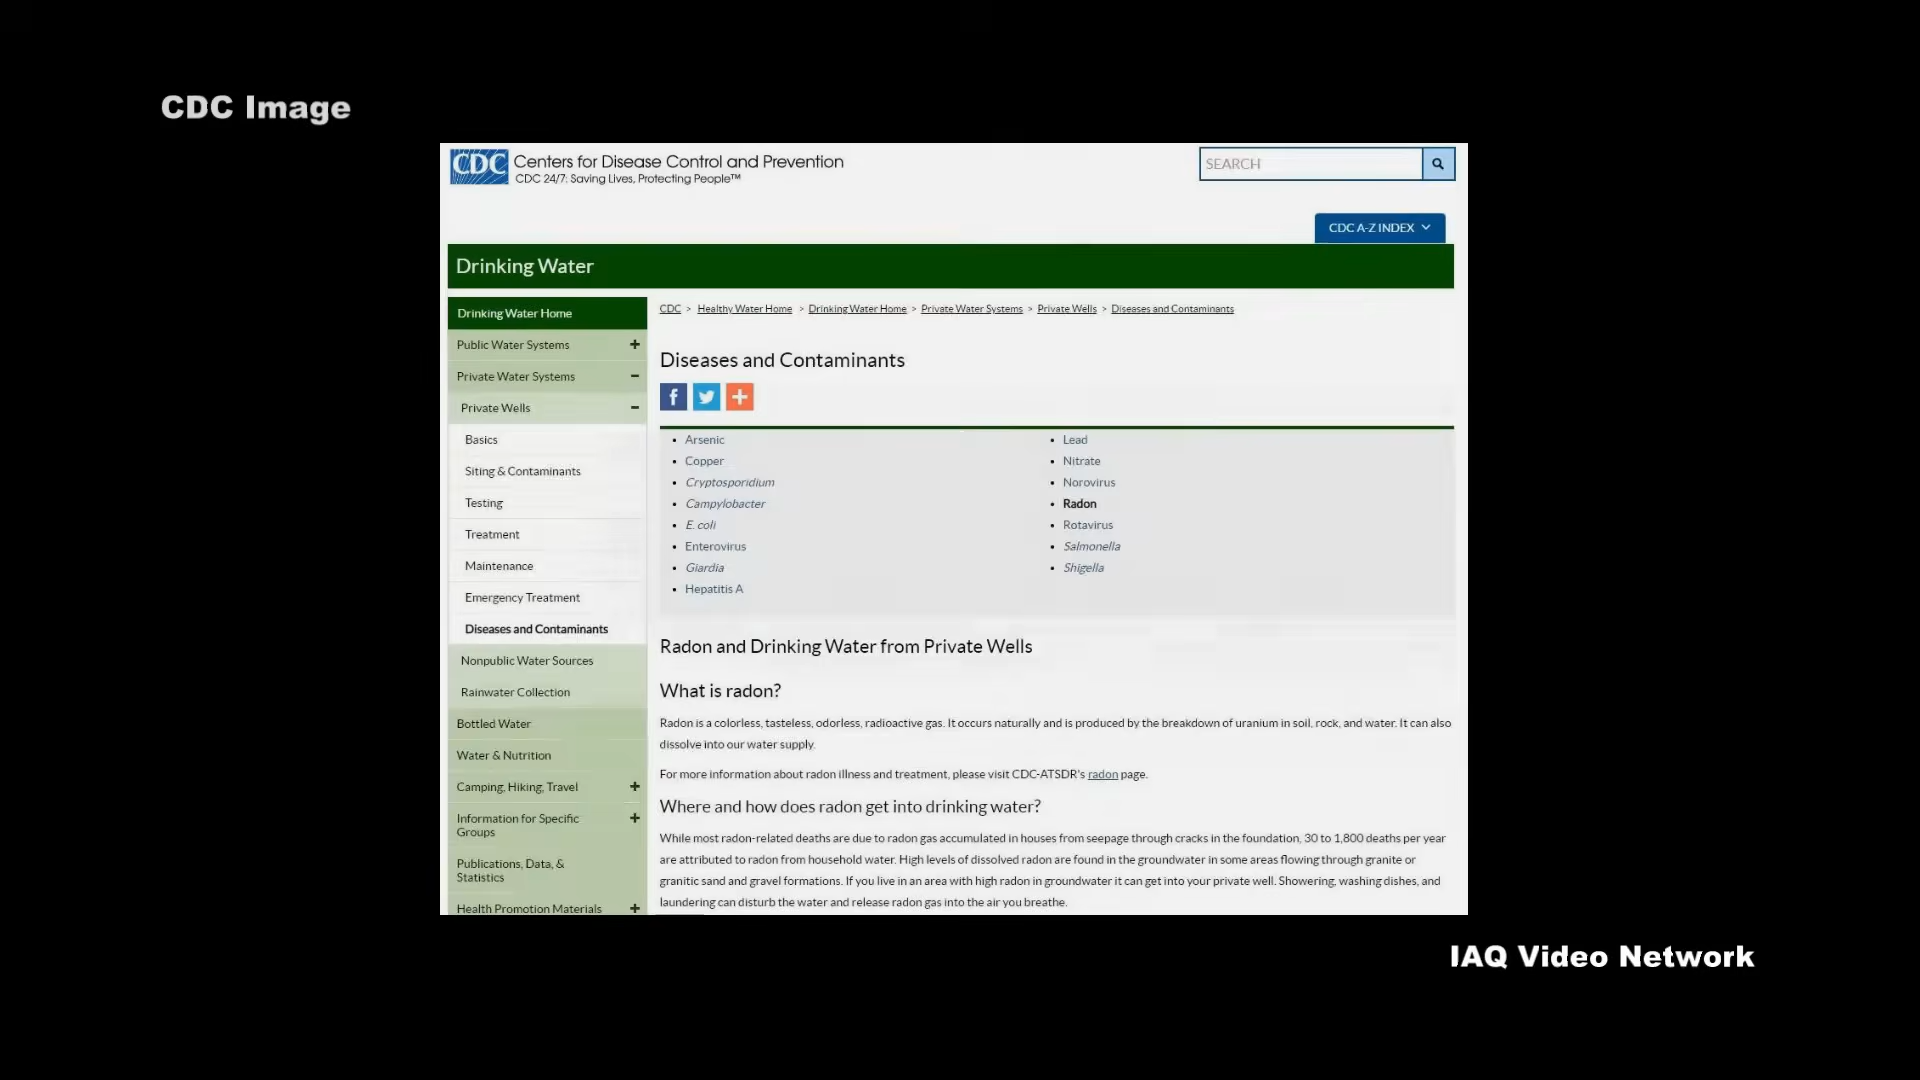 CDC Image
CDC Centers for Disease Control and Prevention
CDC 24/7: Saving Lives, Protecting People™
SEARCH
CDC A-Z INDEX
Drinking Water
Drinking Water Home
Public Water Systems +
Private Water Systems −
Private Wells −
Basics
Siting & Contaminants
Testing
Treatment
Maintenance
Emergency Treatment
Diseases and Contaminants
Nonpublic Water Sources
Rainwater Collection
Bottled Water
Water & Nutrition
Camping, Hiking, Travel +
Information for Specific +
Groups
Publications, Data, &
Statistics
Health Promotion Materials +
CDC > Healthy Water Home > Drinking Water Home > Private Water Systems > Private Wells > Diseases and Contaminants
Diseases and Contaminants
• Arsenic
• Copper
• Cryptosporidium
• Campylobacter
• E. coli
• Enterovirus
• Giardia
• Hepatitis A
• Lead
• Nitrate
• Norovirus
• Radon
• Rotavirus
• Salmonella
• Shigella
Radon and Drinking Water from Private Wells
What is radon?
Radon is a colorless, tasteless, odorless, radioactive gas. It occurs naturally and is produced by the breakdown of uranium in soil, rock, and water. It can also
dissolve into our water supply.
For more information about radon illness and treatment, please visit CDC-ATSDR's radon page.
Where and how does radon get into drinking water?
While most radon-related deaths are due to radon gas accumulated in houses from seepage through cracks in the foundation, 30 to 1,800 deaths per year
are attributed to radon from household water. High levels of dissolved radon are found in the groundwater in some areas flowing through granite or
granitic sand and gravel formations. If you live in an area with high radon in groundwater it can get into your private well. Showering, washing dishes, and
laundering can disturb the water and release radon gas into the air you breathe.
IAQ Video Network